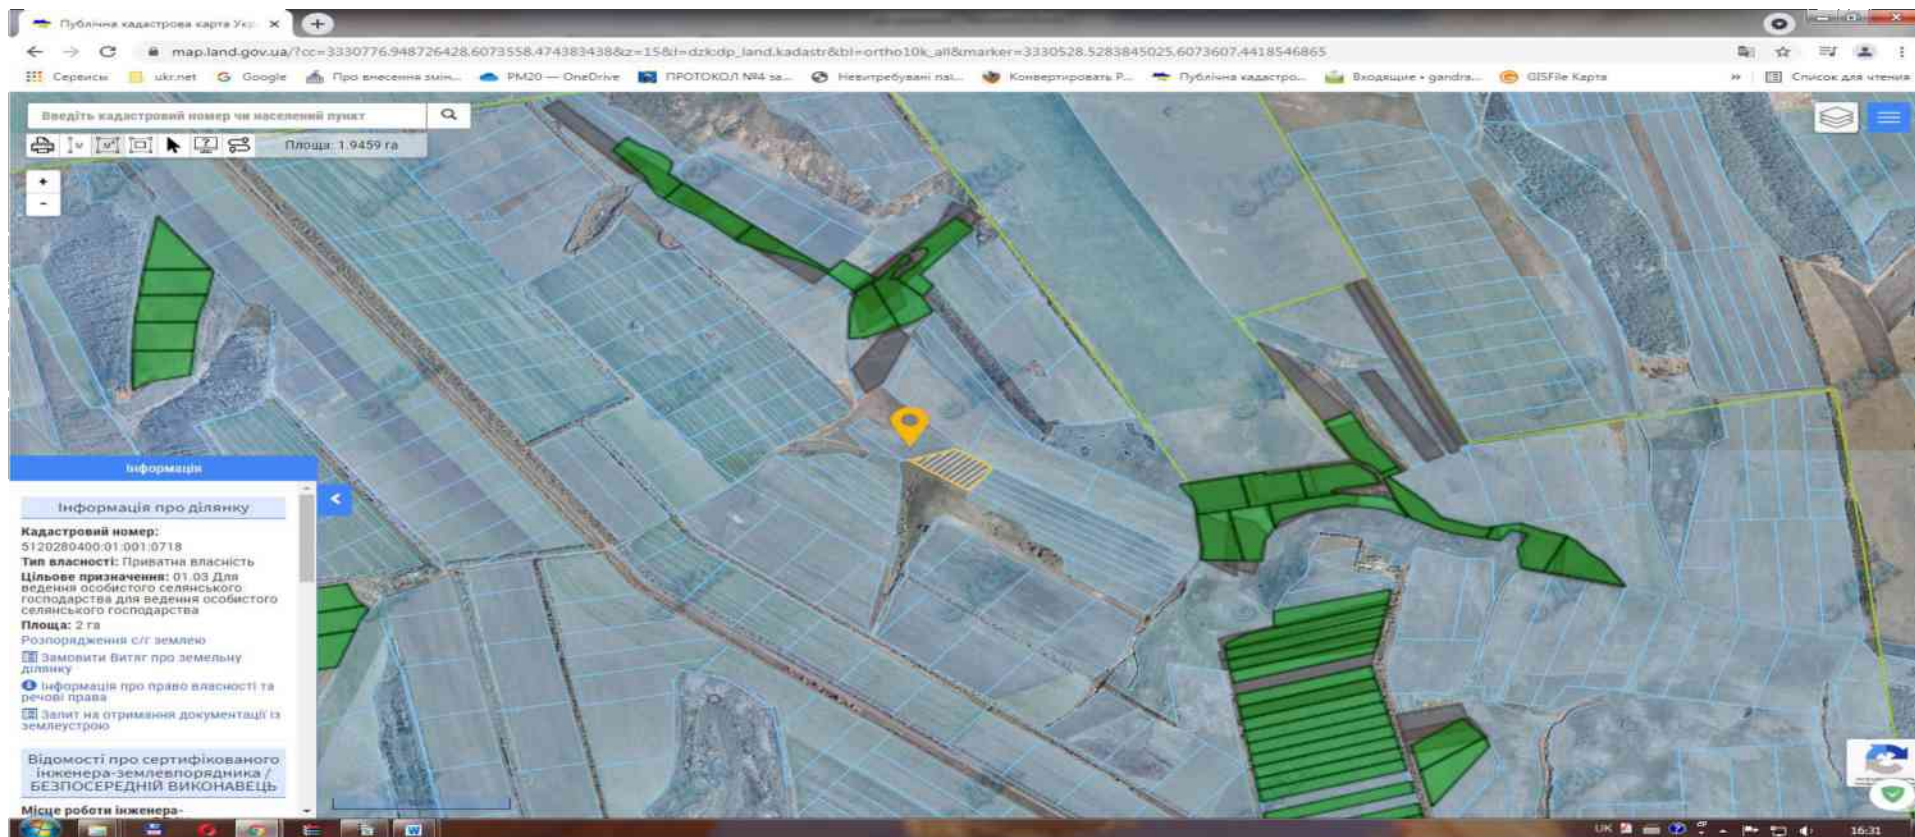 Публічна кадастрова карта Укр
map.land.gov.ua/?cc=3330776.948726428,6073558.474383438&z=15&l=dzk:dp_land,kadastr&bl=ortho10k_all&marker=3330528.5283845025,6073607.4418546865
Сервисы ukr.net Google Про внесення змін... PM20 — OneDrive ПРОТОКОЛ №4 за... Невитребувані паї... Конвертировать P... Публічна кадастро... Входящие • gandra... GISFile Карта » Список для чтения
Введіть кадастровий номер чи населений пункт
Площа: 1.9459 га
+
-
Інформація
Інформація про ділянку
Кадастровий номер:
5120280400:01:001:0718
Тип власності: Приватна власність
Цільове призначення: 01.03 Для
ведення особистого селянського
господарства для ведення особистого
селянського господарства
Площа: 2 га
Розпорядження с/г землею
Замовити Витяг про земельну
ділянку
Інформація про право власності та
речові права
Запит на отримання документації із
землеустрою
Відомості про сертифікованого
інженера-землевпорядника /
БЕЗПОСЕРЕДНІЙ ВИКОНАВЕЦЬ
Місце роботи інженера-
UK 16:31